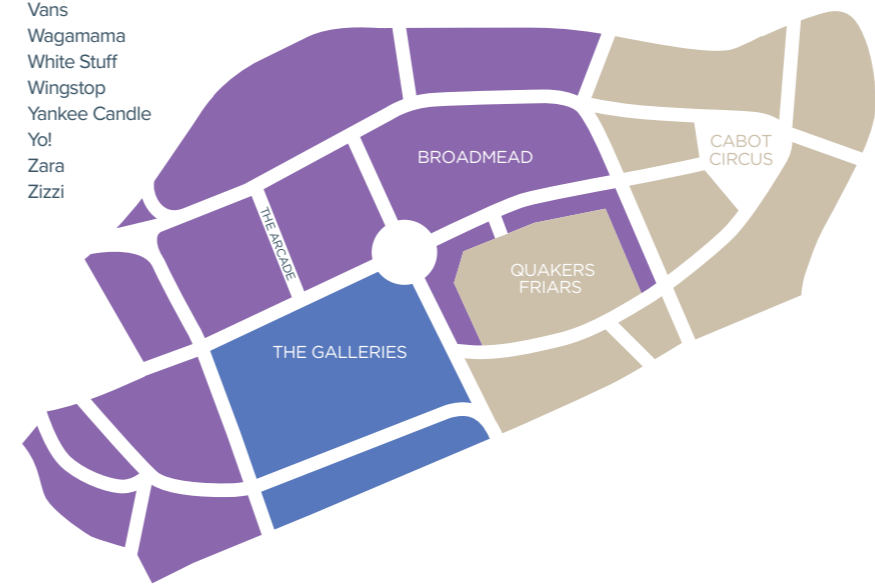 Vans
Wagamama
White Stuff
Wingstop
Yankee Candle
Yo!
Zara
Zizzi
BROADMEAD
CABOT
CIRCUS
THE ARCADE
QUAKERS
FRIARS
THE GALLERIES